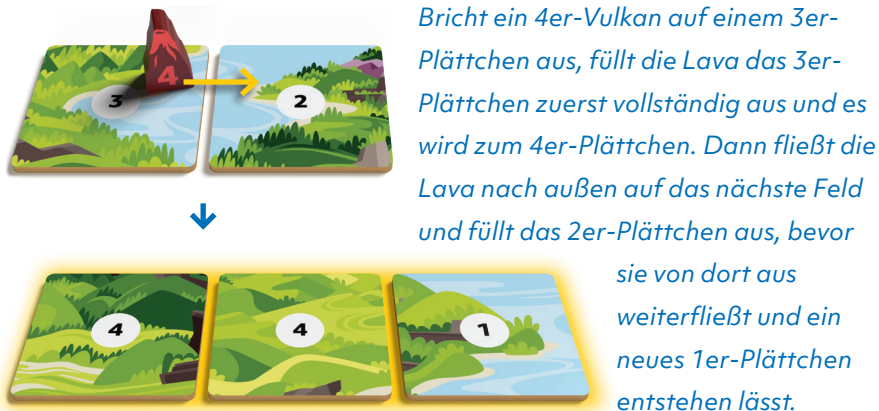 Bricht ein 4er-Vulkan auf einem 3er-
Plättchen aus, füllt die Lava das 3er-
Plättchen zuerst vollständig aus und es
wird zum 4er-Plättchen. Dann fließt die
Lava nach außen auf das nächste Feld
und füllt das 2er-Plättchen aus, bevor
sie von dort aus
weiterfließt und ein
neues 1er-Plättchen
entstehen lässt.
4
3
2
4
4
1